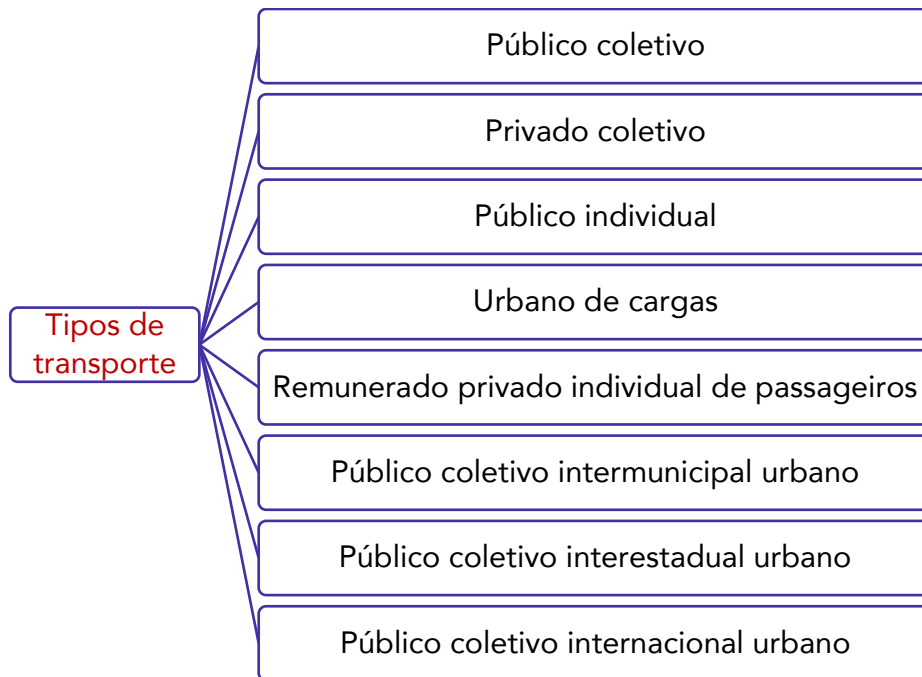 Público coletivo
Privado coletivo
Público individual
Urbano de cargas
Tipos de
transporte
Remunerado privado individual de passageiros
Público coletivo intermunicipal urbano
Público coletivo interestadual urbano
Público coletivo internacional urbano